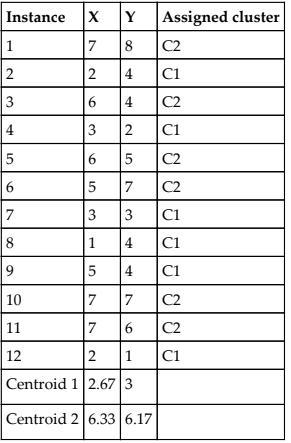 Instance X Y Assigned cluster
1 7 8 C2
2 2 4 C1
3 6 4 C2
4 3 2 C1
5 6 5 C2
6 5 7 C2
7 3 3 C1
8 1 4 C1
9 5 4 C1
10 7 7 C2
11 7 6 C2
12 2 1 C1
Centroid 1 2.67 3
Centroid 2 6.33 6.17